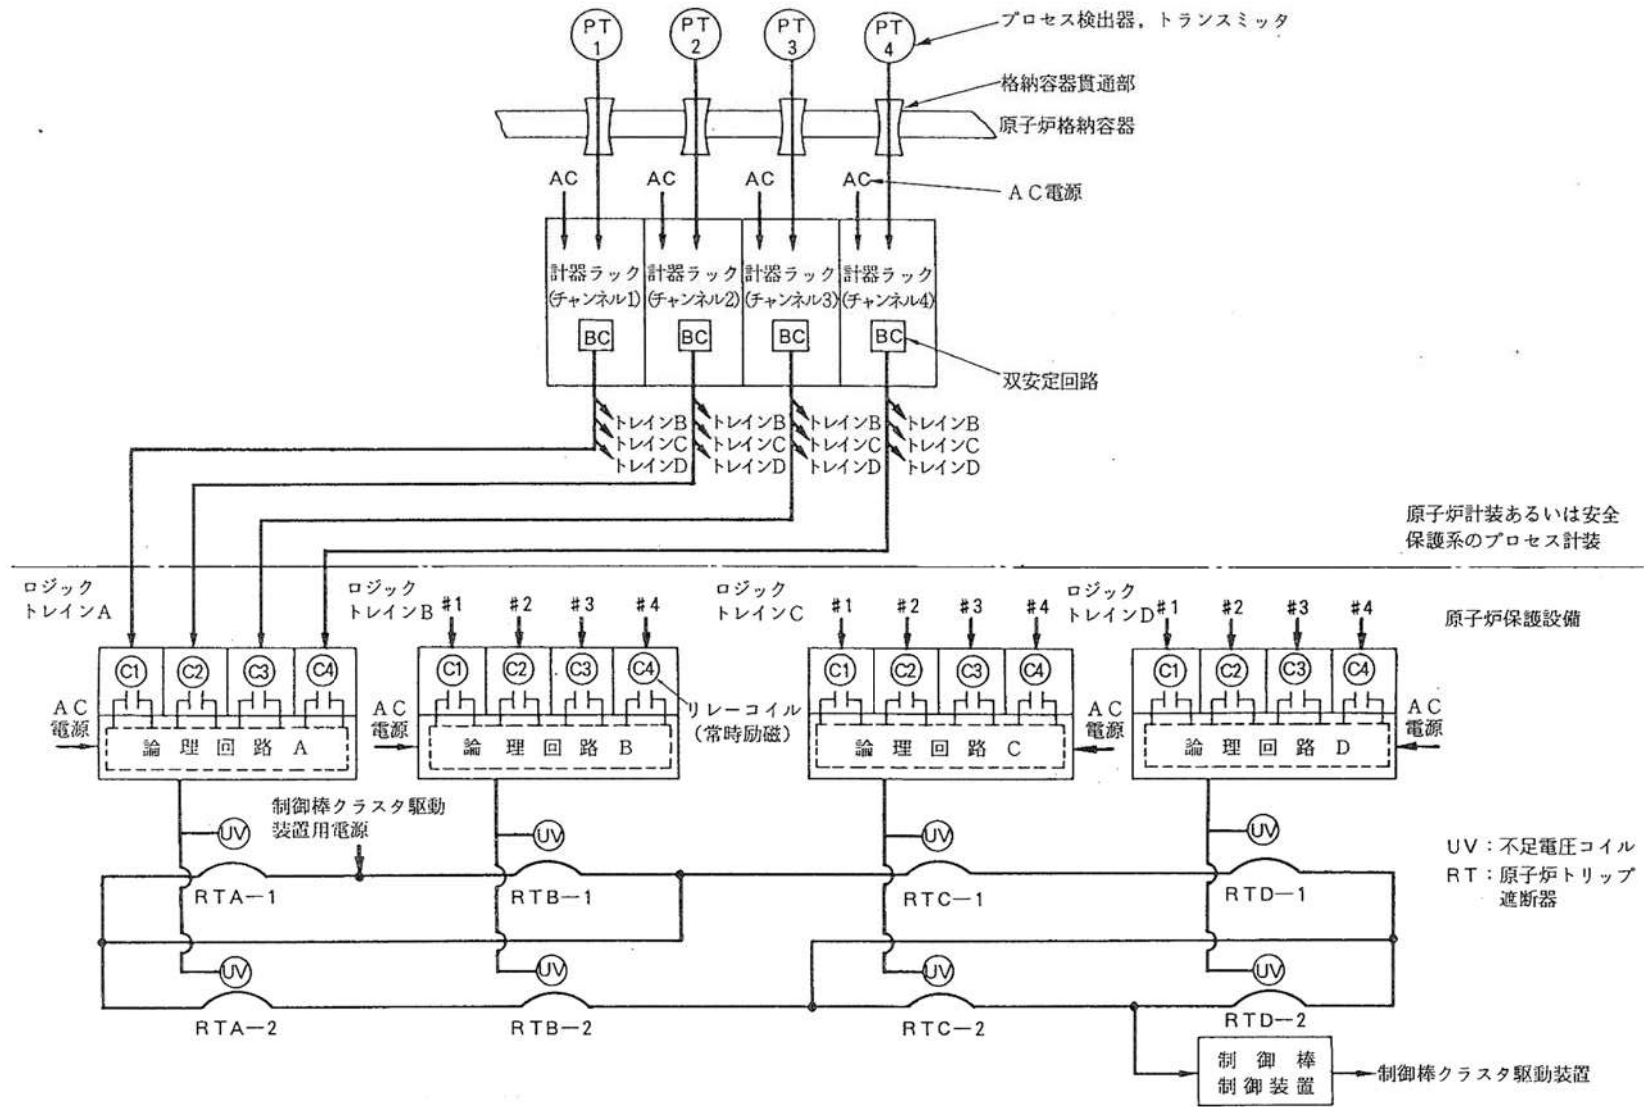 PT
1
PT
2
PT
3
PT
4
プロセス検出器,トランスミッタ
格納容器貫通部
原子炉格納容器
AC
AC
AC
AC
AC電源
計器ラック
(チャンネル1)
計器ラック
(チャンネル2)
計器ラック
(チャンネル3)
計器ラック
(チャンネル4)
BC
BC
BC
BC
双安定回路
トレインB
トレインC
トレインD
トレインB
トレインC
トレインD
トレインB
トレインC
トレインD
トレインB
トレインC
トレインD
原子炉計装あるいは安全
保護系のプロセス計装
ロジック
トレインA
ロジック
トレインB
#1 #2 #3 #4
ロジック
トレインC
#1 #2 #3 #4
ロジック
トレインD
#1 #2 #3 #4
原子炉保護設備
C1 C2 C3 C4
C1 C2 C3 C4
C1 C2 C3 C4
C1 C2 C3 C4
AC
電源
論理回路A
AC
電源
論理回路B
リレーコイル
(常時励磁)
論理回路C
AC
電源
論理回路D
AC
電源
制御棒クラスタ駆動
装置用電源
UV
UV
UV
UV
UV:不足電圧コイル
RT:原子炉トリップ
遮断器
RTA-1
RTB-1
RTC-1
RTD-1
UV
UV
UV
UV
RTA-2
RTB-2
RTC-2
RTD-2
制御棒
制御装置
制御棒クラスタ駆動装置